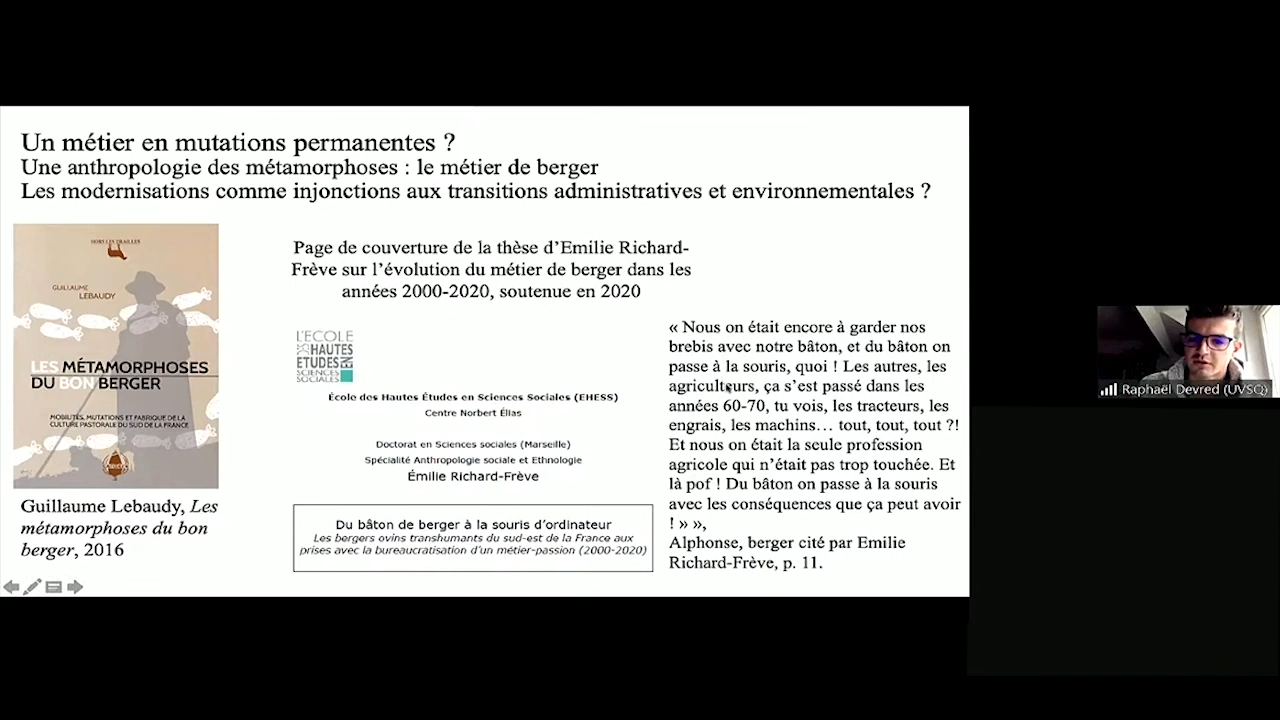 Un métier en mutations permanentes ?
Une anthropologie des métamorphoses : le métier de berger
Les modernisations comme injonctions aux transitions administratives et environnementales ?
HORS LES DRAILLES
GUILLAUME
LEBAUDY
LES MÉTAMORPHOSES
DU BON BERGER
MOBILITÉS, MUTATIONS ET FABRIQUE DE LA
CULTURE PASTORALE DU SUD DE LA FRANCE
Guillaume Lebaudy, Les
métamorphoses du bon
berger, 2016
Page de couverture de la thèse d’Emilie Richard-
Frève sur l’évolution du métier de berger dans les
années 2000-2020, soutenue en 2020
L'ECOLE
DES HAUTES
ETUDES EN
SCIENCES
SOCIALES
École des Hautes Études en Sciences Sociales (EHESS)
Centre Norbert Élias
Doctorat en Sciences sociales (Marseille)
Spécialité Anthropologie sociale et Ethnologie
Émilie Richard-Frève
Du bâton de berger à la souris d’ordinateur
Les bergers ovins transhumants du sud-est de la France aux
prises avec la bureaucratisation d’un métier-passion (2000-2020)
« Nous on était encore à garder nos
brebis avec notre bâton, et du bâton on
passe à la souris, quoi ! Les autres, les
agriculteurs, ça s’est passé dans les
années 60-70, tu vois, les tracteurs, les
engrais, les machins… tout, tout, tout ?!
Et nous on était la seule profession
agricole qui n’était pas trop touchée. Et
là pof ! Du bâton on passe à la souris
avec les conséquences que ça peut avoir
! » »,
Alphonse, berger cité par Emilie
Richard-Frève, p. 11.
Raphaël Devred (UVSQ)